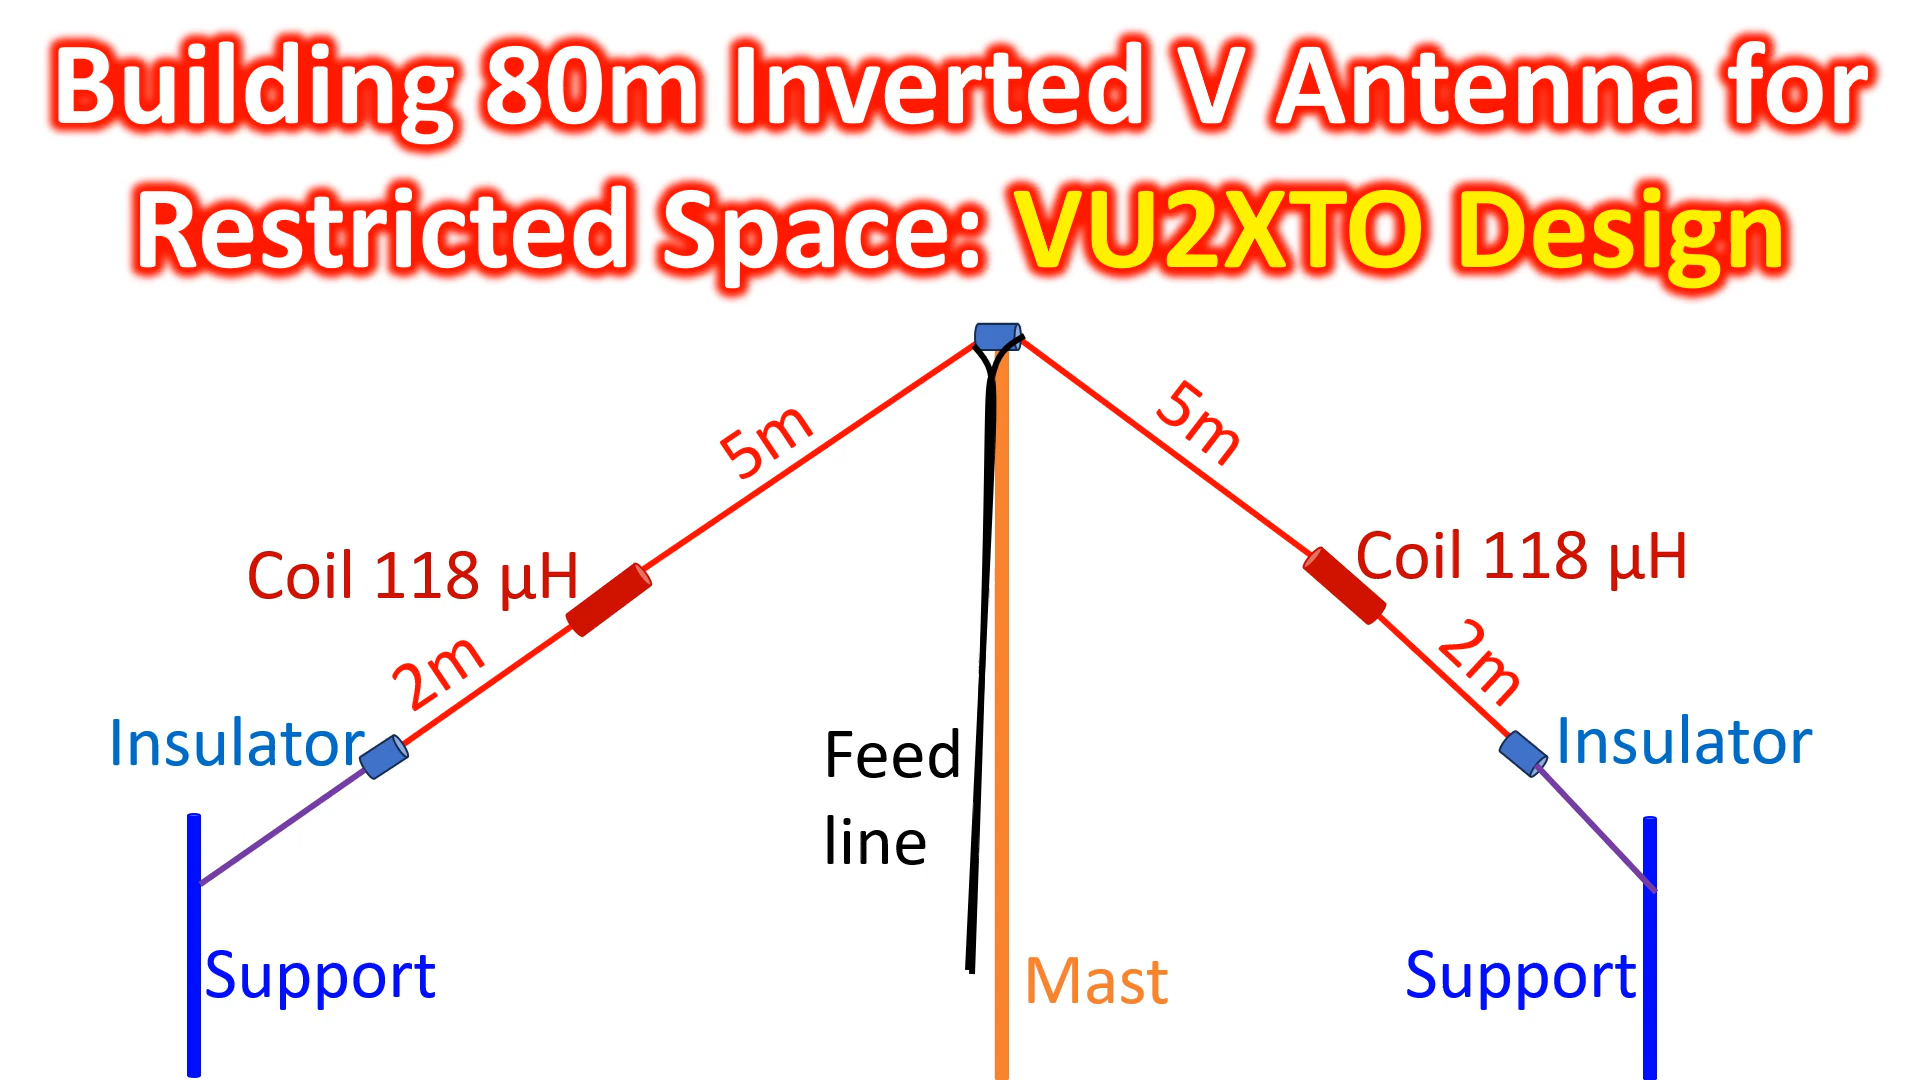 Building 80m Inverted V Antenna for
Restricted Space: VU2XTO Design
5m
5m
Coil 118 µH
Coil 118 µH
2m
2m
Insulator
Insulator
Feed
line
Support
Mast
Support